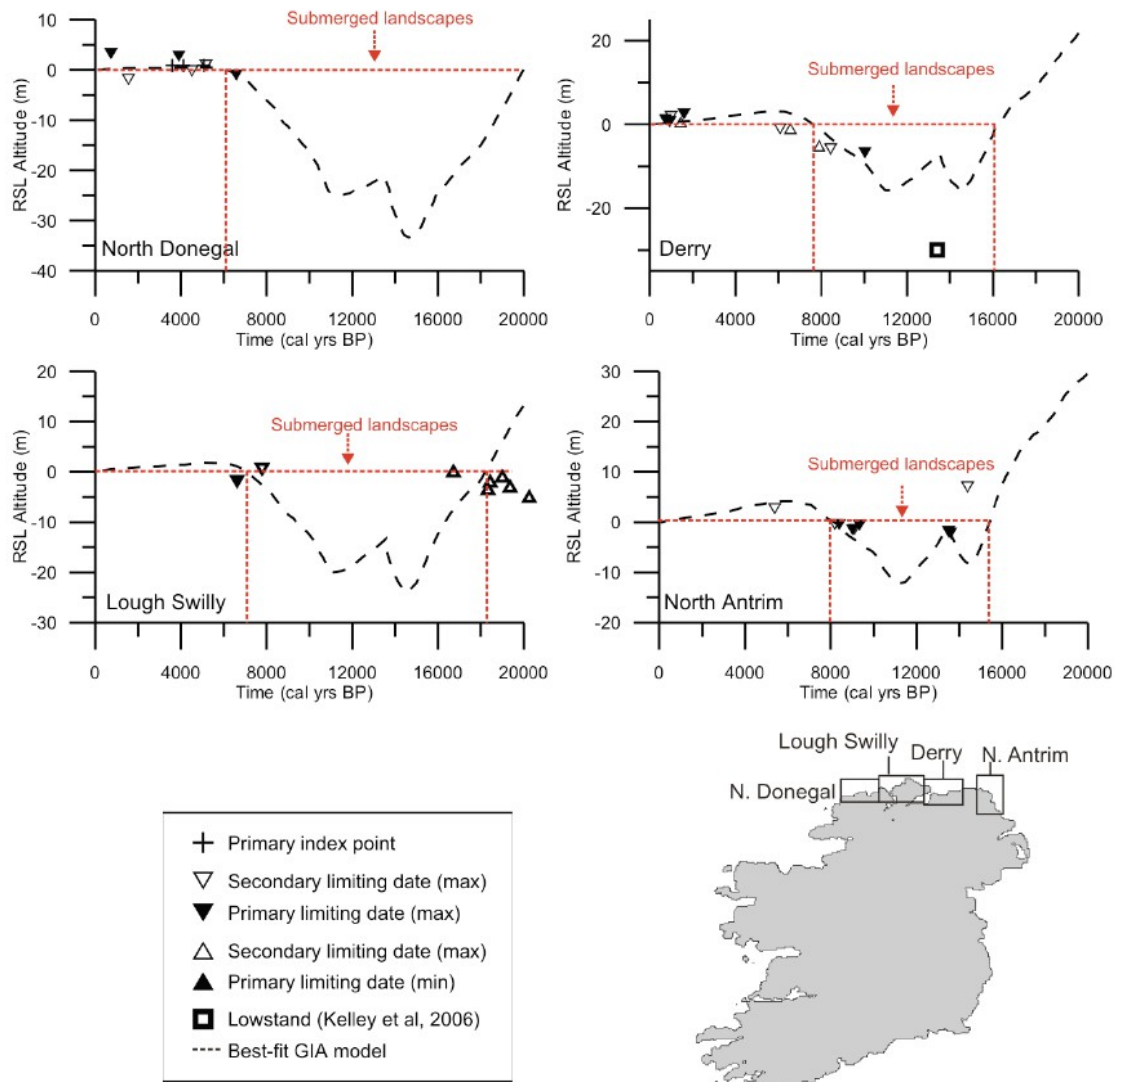 Submerged landscapes
10
0
-10
-20
-30
-40
RSL Altitude (m)
North Donegal
0 4000 8000 12000 16000 20000
Time (cal yrs BP)
Submerged landscapes
20
0
-20
RSL Altitude (m)
Derry
0 4000 8000 12000 16000 20000
Time (cal yrs BP)
Submerged landscapes
20
10
0
-10
-20
-30
RSL Altitude (m)
Lough Swilly
0 4000 8000 12000 16000 20000
Time (cal yrs BP)
Submerged landscapes
30
20
10
0
-10
-20
RSL Altitude (m)
North Antrim
0 4000 8000 12000 16000 20000
Time (cal yrs BP)
Primary index point
Secondary limiting date (max)
Primary limiting date (max)
Secondary limiting date (max)
Primary limiting date (min)
Lowstand (Kelley et al, 2006)
Best-fit GIA model
Lough Swilly
Derry
N. Antrim
N. Donegal